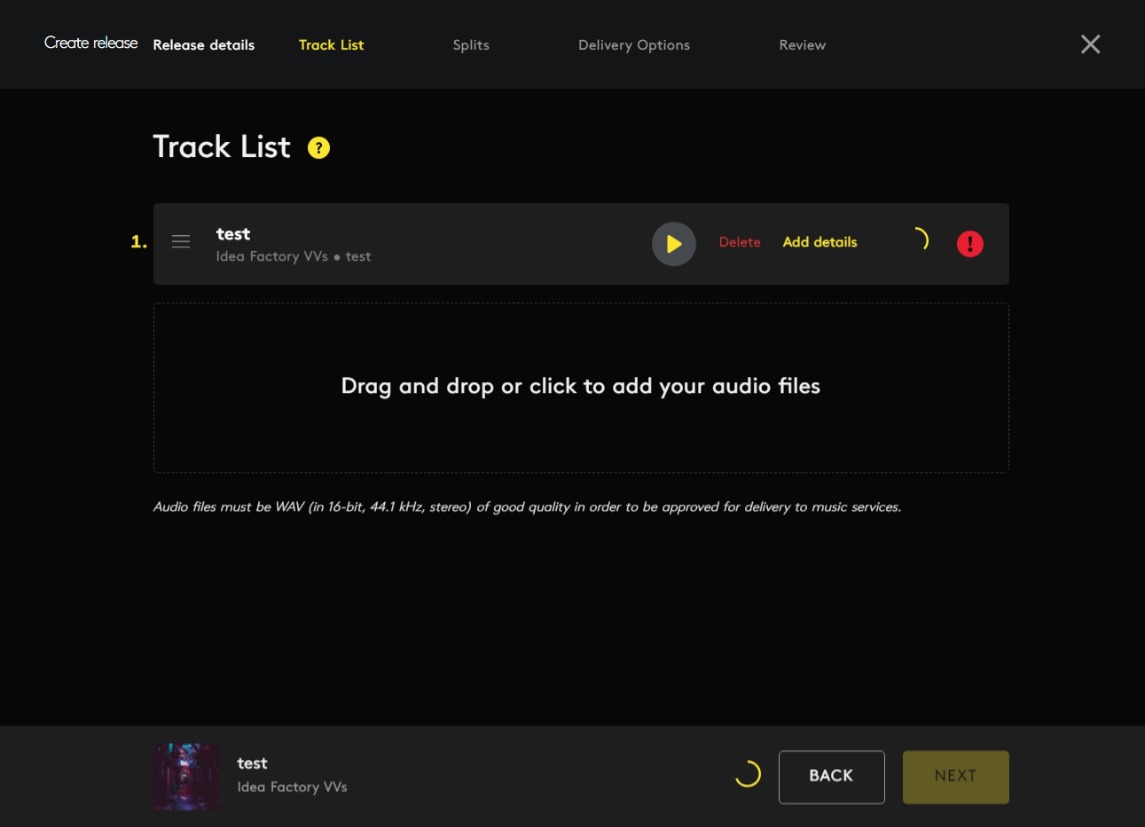 Create release Release details Track List Splits Delivery Options Review
Track List ?
1. test
Idea Factory VVs • test
Delete Add details !
Drag and drop or click to add your audio files
Audio files must be WAV (in 16-bit, 44.1 kHz, stereo) of good quality in order to be approved for delivery to music services.
test
Idea Factory VVs
BACK NEXT